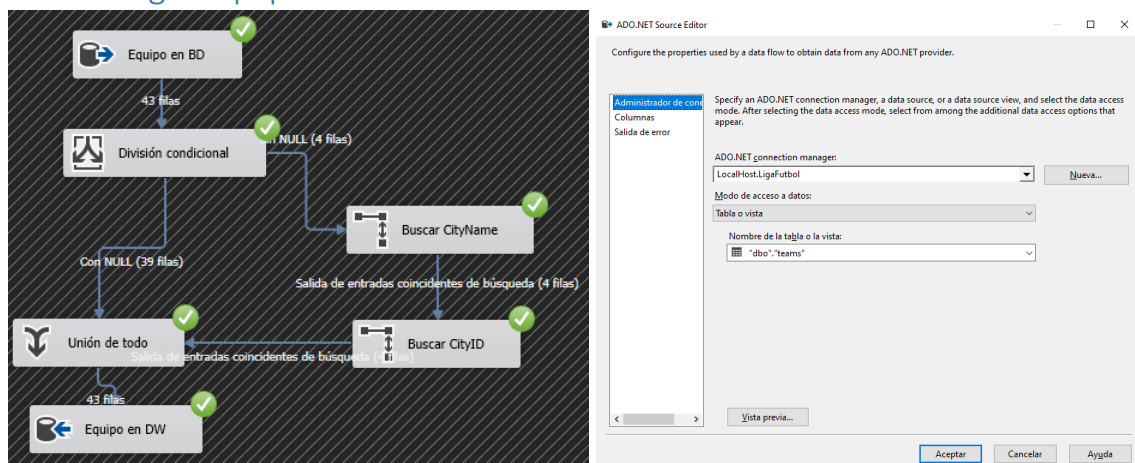 Equipo en BD
43 filas
División condicional
NULL (4 filas)
Buscar CityName
Con NULL (39 filas)
Salida de entradas coincidentes de búsqueda (4 filas)
Unión de todo
Buscar CityID
Salida de entradas coincidentes de búsqueda (4 filas)
43 filas
Equipo en DW
ADO.NET Source Editor
Configure the properties used by a data flow to obtain data from any ADO.NET provider.
Administrador de cone
Columnas
Salida de error
Specify an ADO.NET connection manager, a data source, or a data source view, and select the data access
mode. After selecting the data access mode, select from among the additional data access options that
appear.
ADO.NET connection manager:
LocalHost.LigaFutbol
Nueva...
Modo de acceso a datos:
Tabla o vista
Nombre de la tabla o la vista:
"dbo"."teams"
Vista previa...
Aceptar
Cancelar
Ayuda